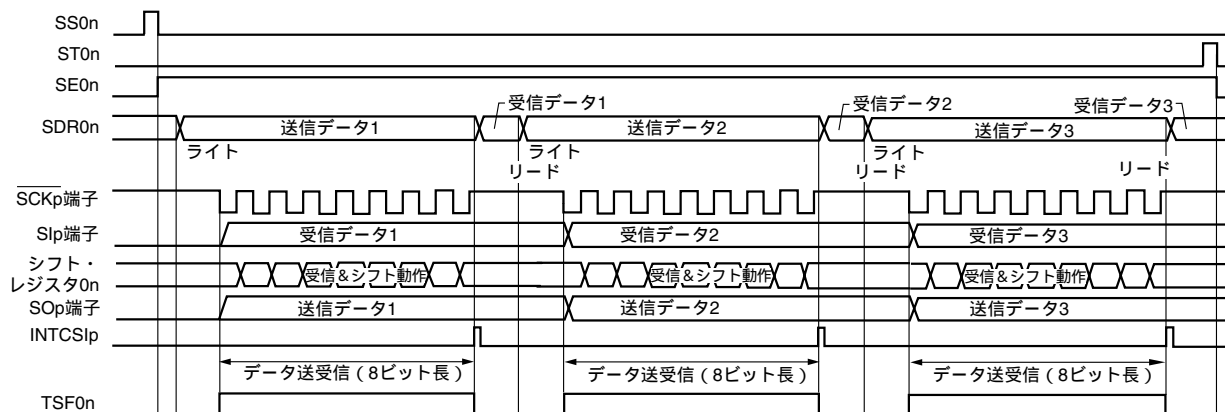 SS0n
ST0n
SE0n
受信データ1 受信データ2 受信データ3
SDR0n 送信データ1 送信データ2 送信データ3
ライト ライト ライト
リード リード リード
SCKp端子
SIp端子 受信データ1 受信データ2 受信データ3
シフト・
レジスタ0n 受信&シフト動作 受信&シフト動作 受信&シフト動作
SOp端子 送信データ1 送信データ2 送信データ3
INTCSIp
データ送受信(8ビット長) データ送受信(8ビット長) データ送受信(8ビット長)
TSF0n